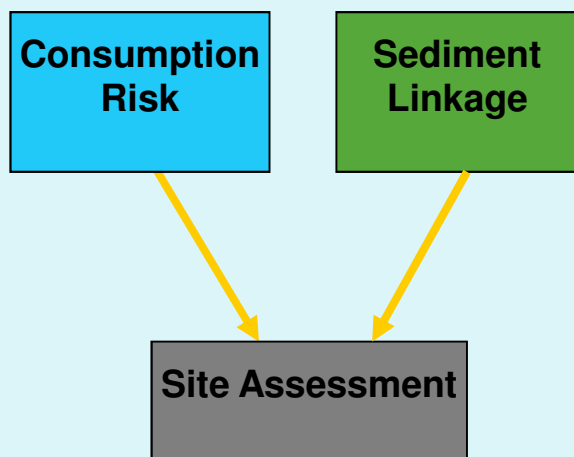 Consumption
Risk
Sediment
Linkage
Site Assessment